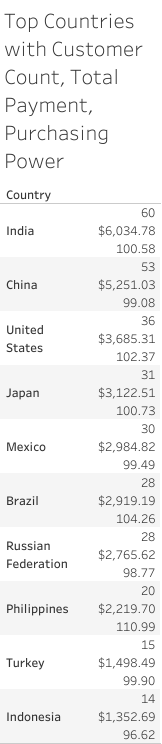 Top Countries
with Customer
Count, Total
Payment,
Purchasing
Power
Country
60
India $6,034.78
100.58
53
China $5,251.03
99.08
United 36
States $3,685.31
102.37
31
Japan $3,122.51
100.73
30
Mexico $2,984.82
99.49
28
Brazil $2,919.19
104.26
Russian 28
Federation $2,765.62
98.77
20
Philippines $2,219.70
110.99
15
Turkey $1,498.49
99.90
14
Indonesia $1,352.69
96.62